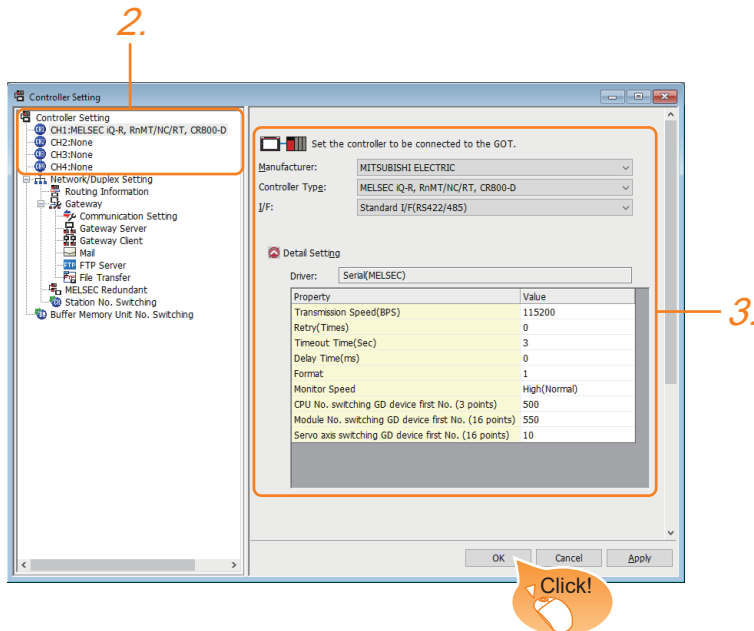 2.
Controller Setting
Controller Setting
CH1:MELSEC iQ-R, RnMT/NC/RT, CR800-D
CH2:None
CH3:None
CH4:None
Network/Duplex Setting
Routing Information
Gateway
Communication Setting
Gateway Server
Gateway Client
Mail
FTP Server
File Transfer
MELSEC Redundant
Station No. Switching
Buffer Memory Unit No. Switching
Set the controller to be connected to the GOT.
Manufacturer: MITSUBISHI ELECTRIC
Controller Type: MELSEC iQ-R, RnMT/NC/RT, CR800-D
I/F: Standard I/F(RS422/485)
Detail Setting
Driver: Serial(MELSEC)
Property Value
Transmission Speed(BPS) 115200
Retry(Times) 0
Timeout Time(Sec) 3
Delay Time(ms) 0
Format 1
Monitor Speed High(Normal)
CPU No. switching GD device first No. (3 points) 500
Module No. switching GD device first No. (16 points) 550
Servo axis switching GD device first No. (16 points) 10
3.
OK Cancel Apply
Click!